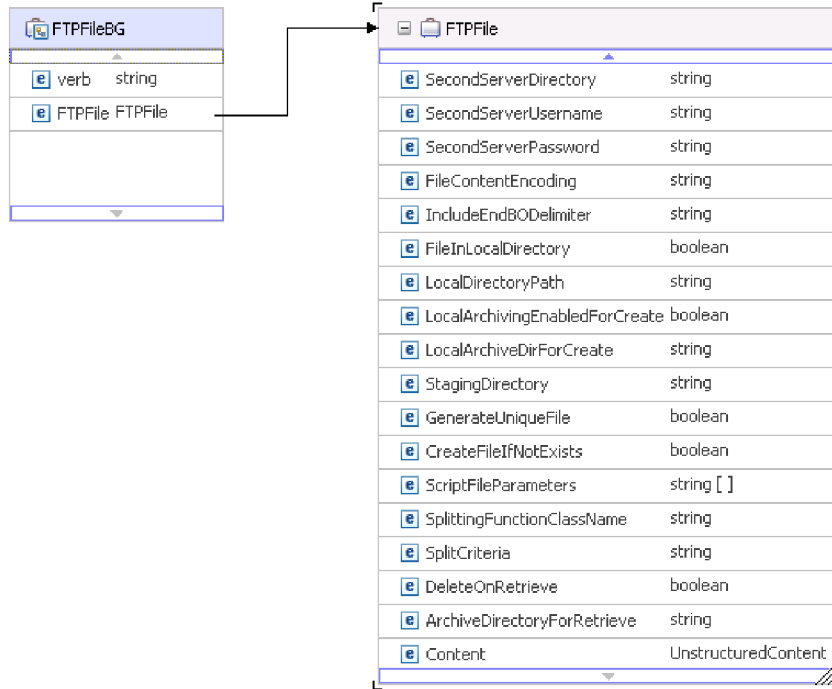 FTPFileBG
verb string
FTPFile FTPFile
FTPFile
SecondServerDirectory string
SecondServerUsername string
SecondServerPassword string
FileContentEncoding string
IncludeEndBODelimiter string
FileInLocalDirectory boolean
LocalDirectoryPath string
LocalArchivingEnabledForCreate boolean
LocalArchiveDirForCreate string
StagingDirectory string
GenerateUniqueFile boolean
CreateFileIfNotExists boolean
ScriptFileParameters string [ ]
SplittingFunctionClassName string
SplitCriteria string
DeleteOnRetrieve boolean
ArchiveDirectoryForRetrieve string
Content UnstructuredContent